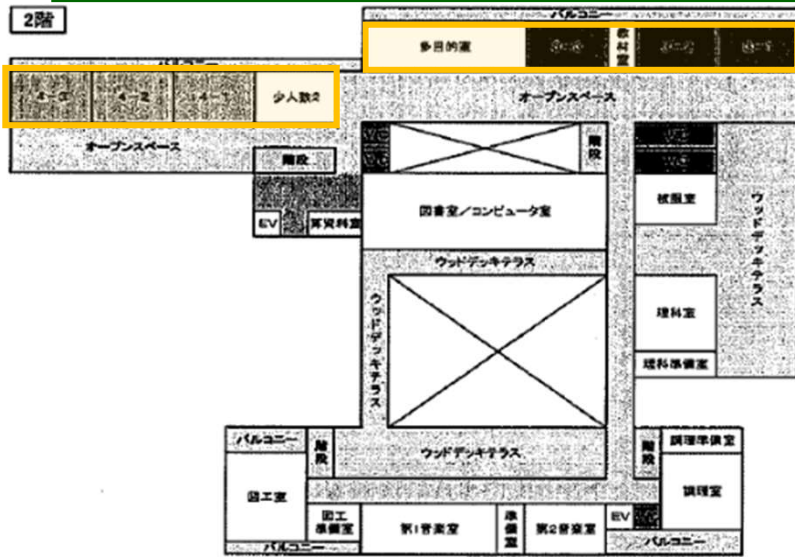 2階
バルコニー
バルコニー
多目的室
教材室
4-3
4-2
4-1
少人数2
オープンスペース
オープンスペース
階段
階段
WC
WC
WC
WC
EV
図書室/コンピュータ室
被服室
ウッドデッキテラス
ウッドデッキテラス
ウッドデッキテラス
理科室
理科準備室
バルコニー
階段
ウッドデッキテラス
階段
調理準備室
図工室
調理室
図工準備室
第1音楽室
準備室
第2音楽室
EV
バルコニー
バルコニー